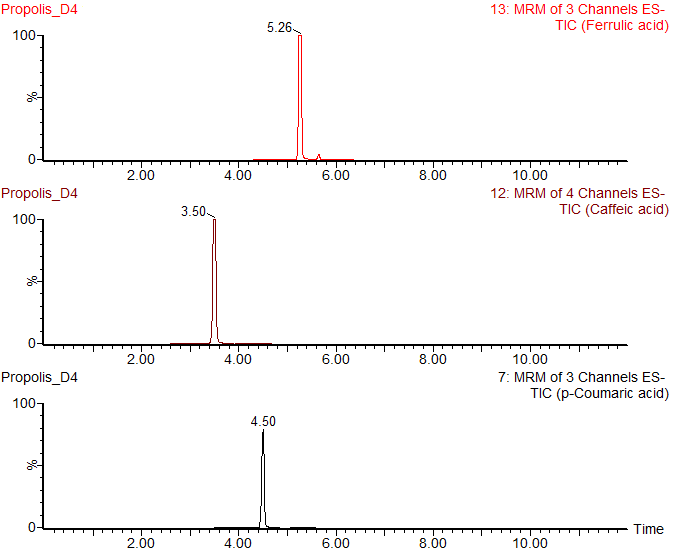 Propolis_D4
13: MRM of 3 Channels ES-
TIC (Ferrulic acid)
100
5.26
%
0
2.00 4.00 6.00 8.00 10.00
Propolis_D4
12: MRM of 4 Channels ES-
TIC (Caffeic acid)
100
3.50
%
0
2.00 4.00 6.00 8.00 10.00
Propolis_D4
7: MRM of 3 Channels ES-
TIC (p-Coumaric acid)
100
4.50
%
0
Time
2.00 4.00 6.00 8.00 10.00